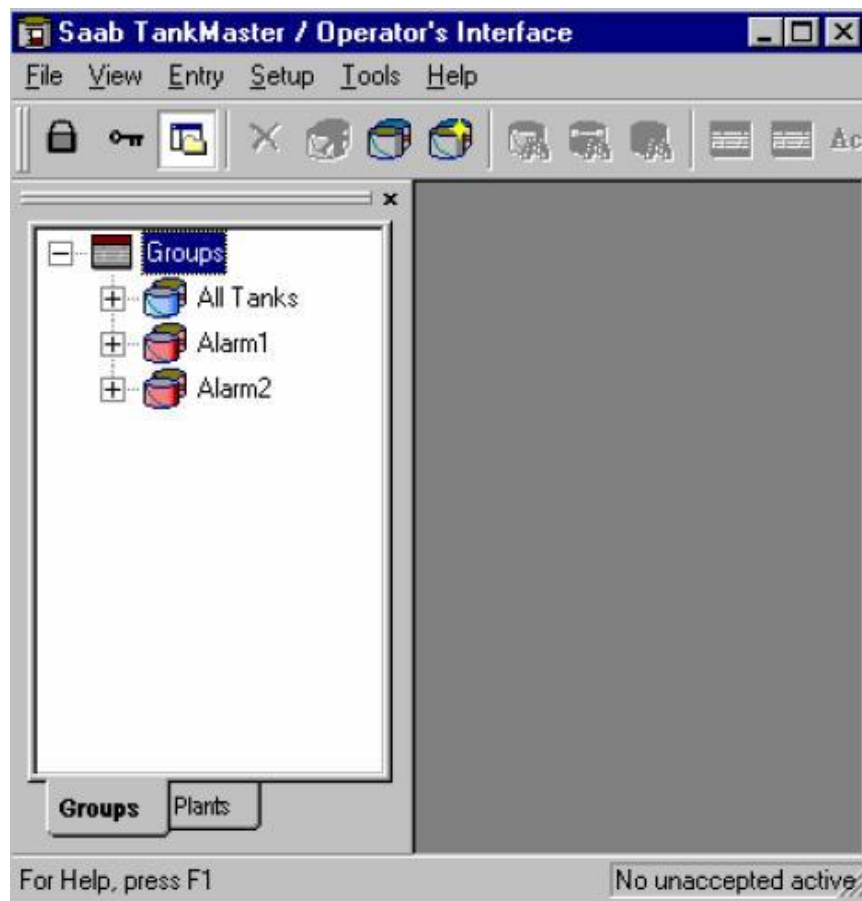 Saab TankMaster / Operator's Interface
File View Entry Setup Tools Help
Ac
Groups
All Tanks
Alarm1
Alarm2
Groups Plants
For Help, press F1 No unaccepted active